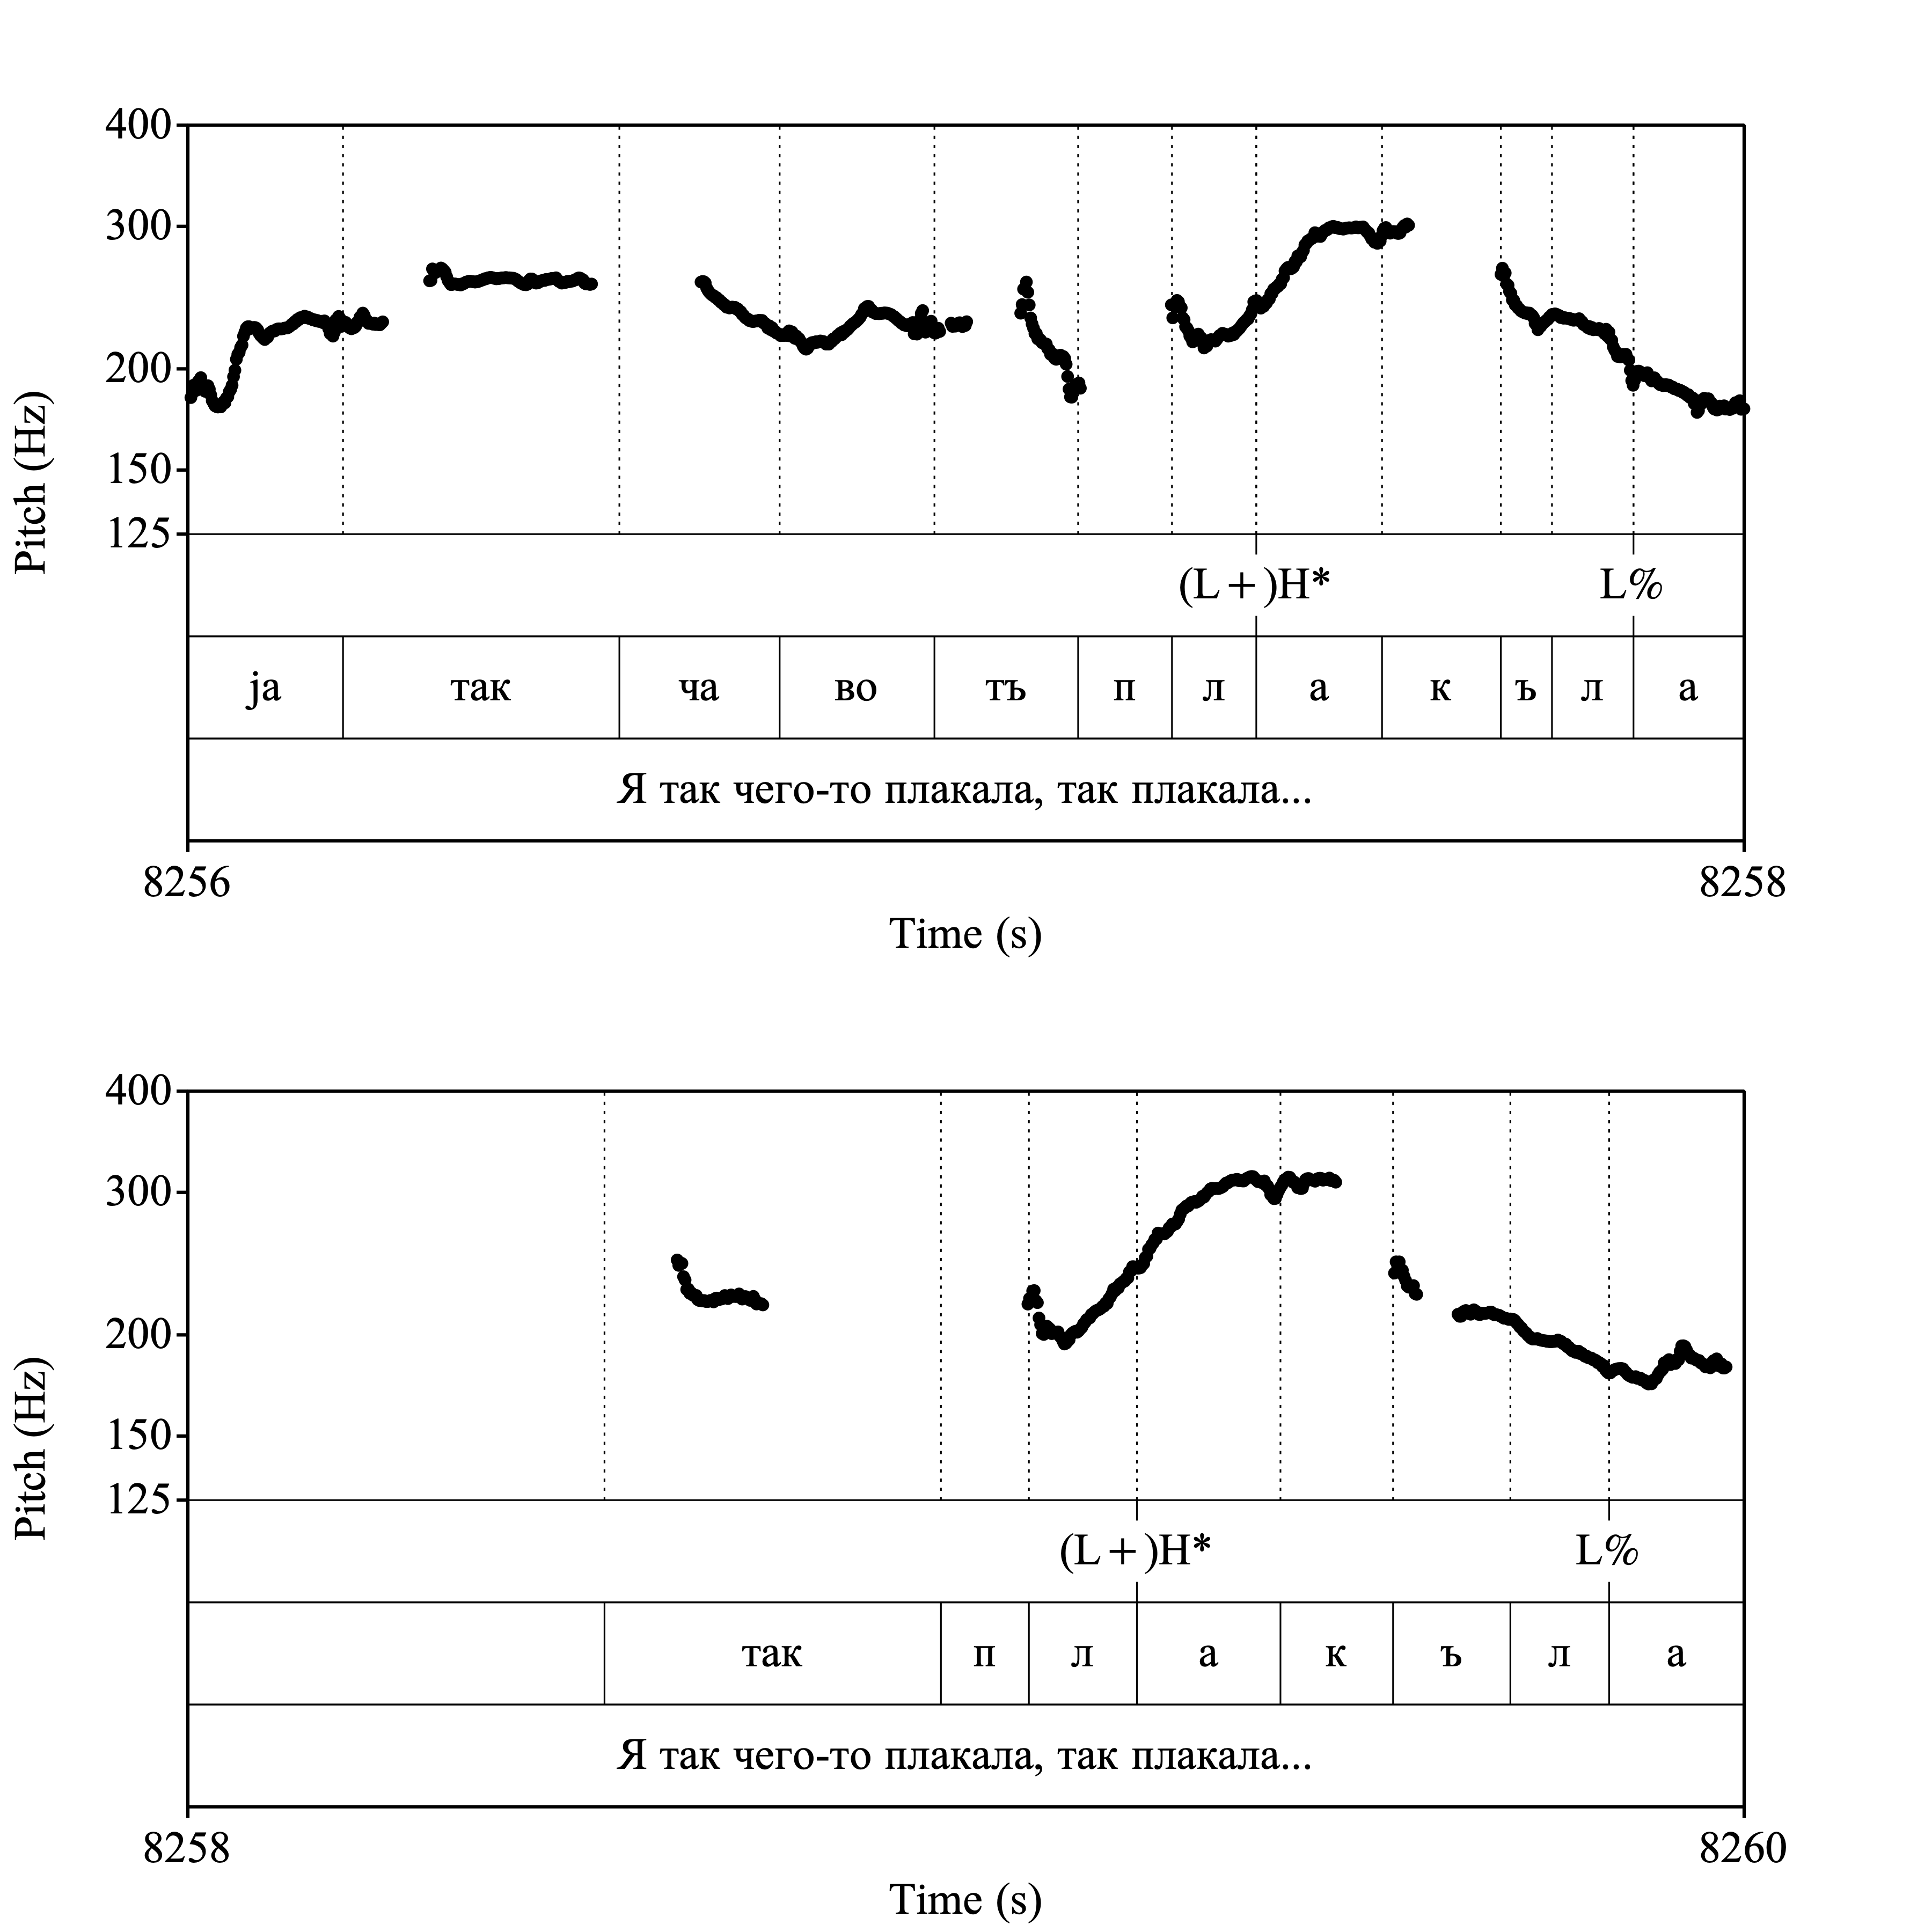 400
300
200
150
125
Pitch (Hz)
(L+)H* L%
ја так ча во тъ п л а к ъ л а
Я так чего-то плакала, так плакала...
8256 8258
Time (s)
400
300
200
150
125
Pitch (Hz)
(L+)H* L%
так п л а к ъ л а
Я так чего-то плакала, так плакала...
8258 8260
Time (s)